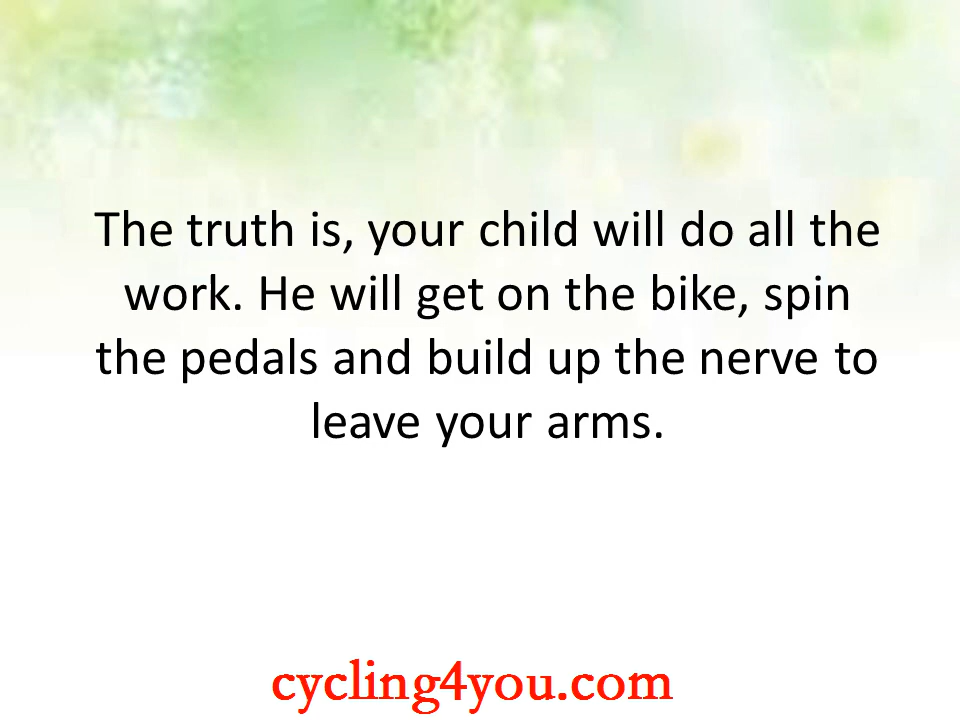 The truth is, your child will do all the
work. He will get on the bike, spin
the pedals and build up the nerve to
leave your arms.
cycling4you.com